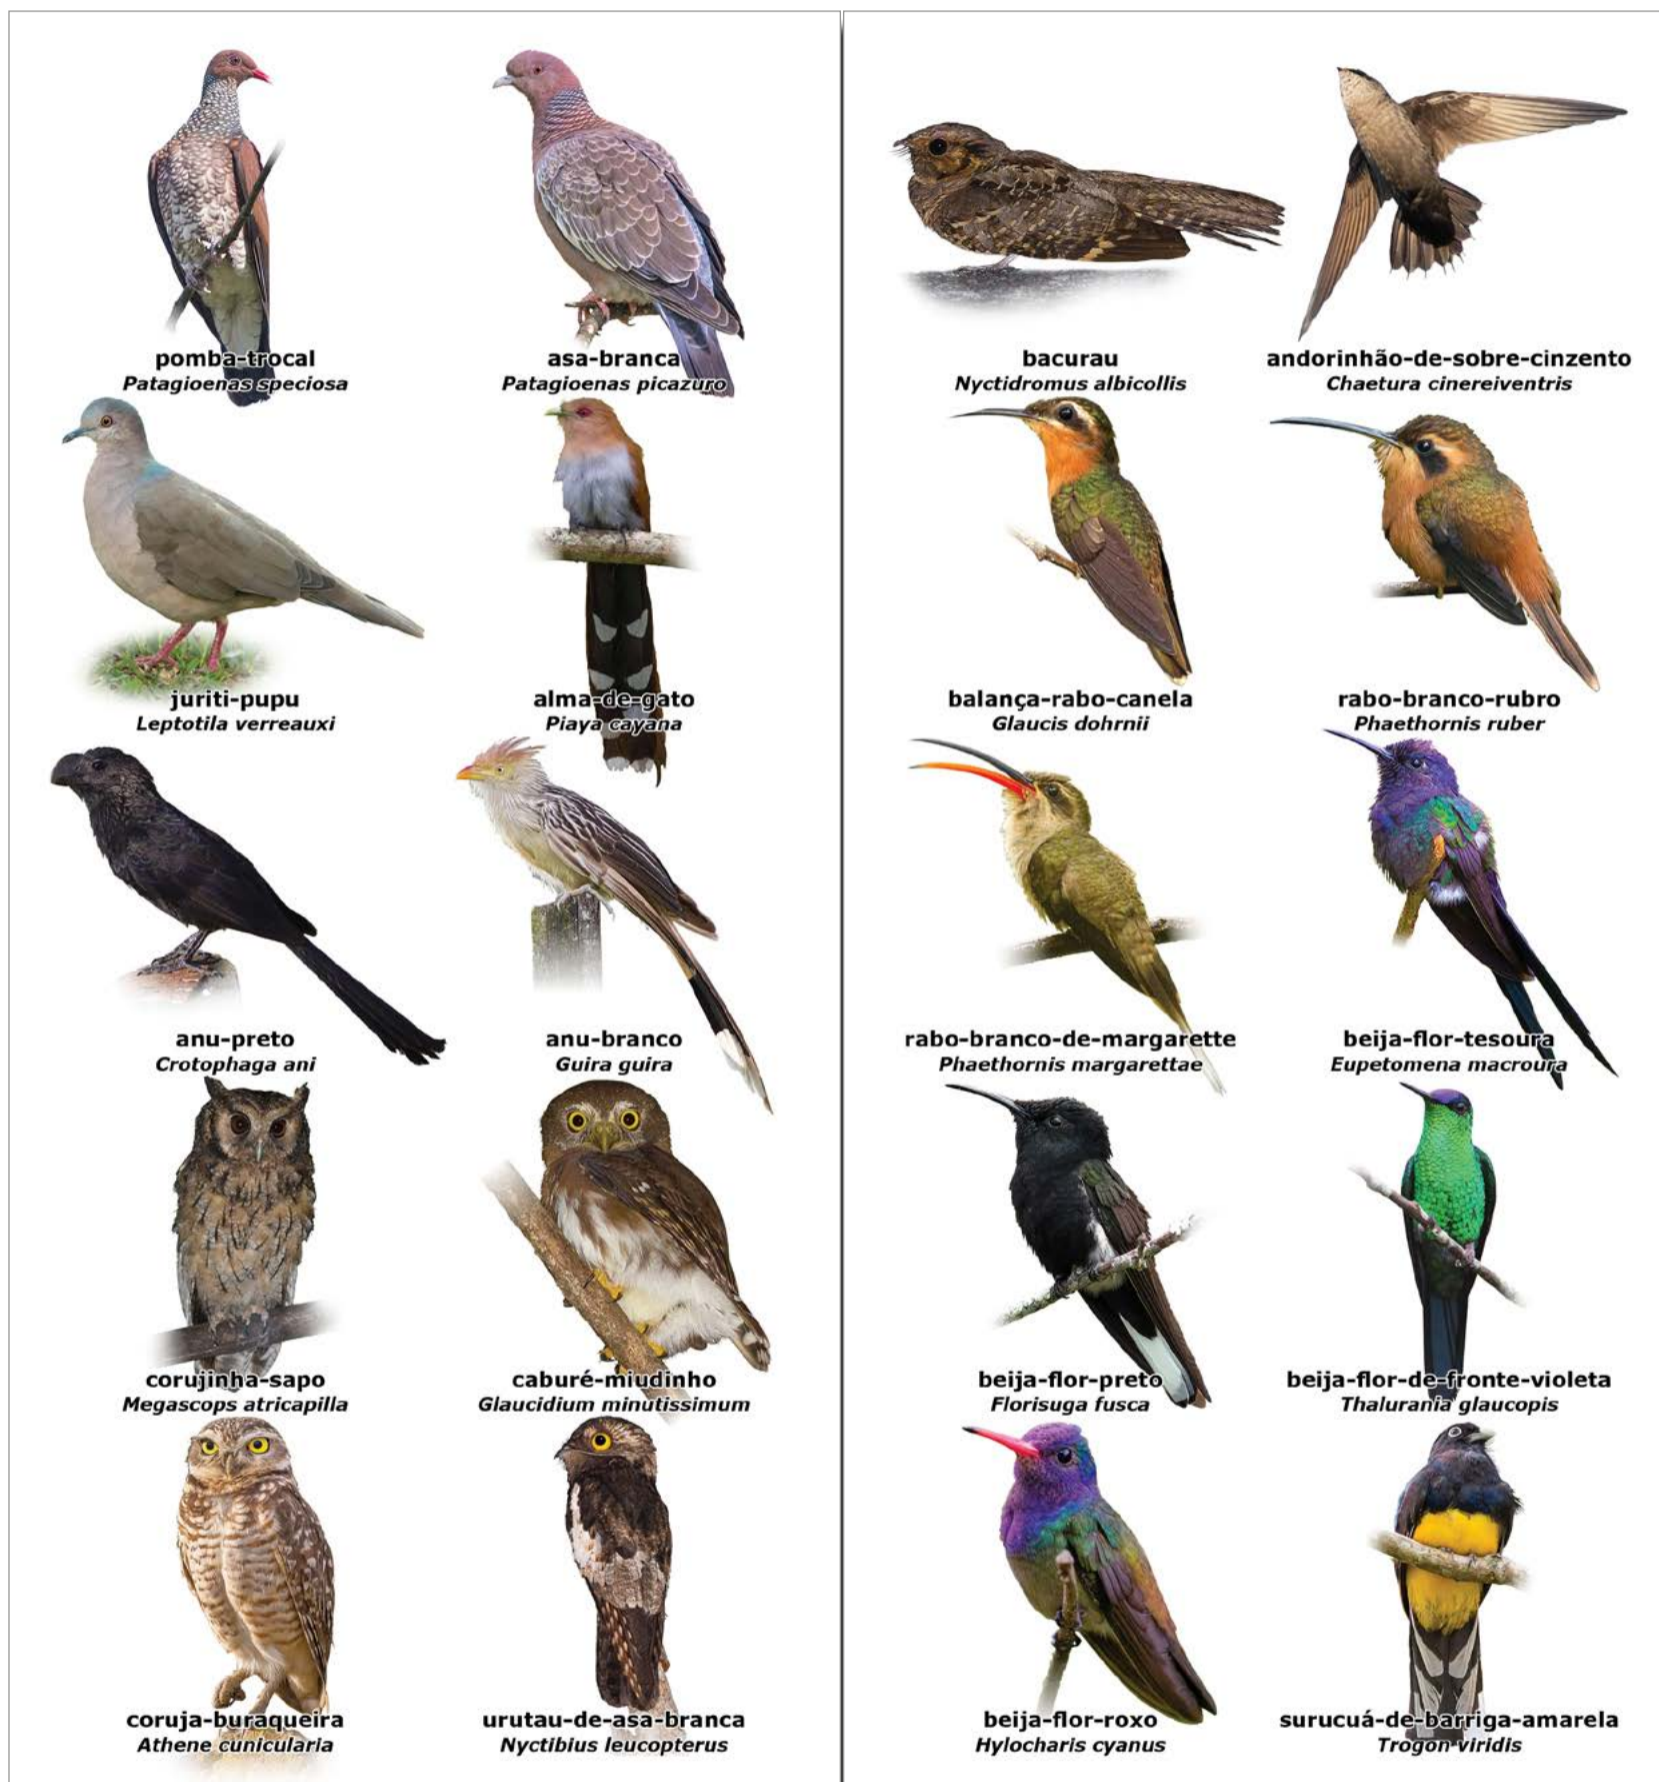 pomba-trocal
Patagioenas speciosa
asa-branca
Patagioenas picazuro
juriti-pupu
Leptotila verreauxi
alma-de-gato
Piaya cayana
anu-preto
Crotophaga ani
anu-branco
Guira guira
corujinha-sapo
Megascops atricapilla
caburé-miudinho
Glaucidium minutissimum
coruja-buraqueira
Athene cunicularia
urutau-de-asa-branca
Nyctibius leucopterus
bacurau
Nyctidromus albicollis
andorinhão-de-sobre-cinzento
Chaetura cinereiventris
balança-rabo-canela
Glaucis dohrnii
rabo-branco-rubro
Phaethornis ruber
rabo-branco-de-margarette
Phaethornis margarettae
beija-flor-tesoura
Eupetomena macroura
beija-flor-preto
Florisuga fusca
beija-flor-de-fronte-violeta
Thalurania glaucopis
beija-flor-roxo
Hylocharis cyanus
surucuá-de-barriga-amarela
Trogon viridis